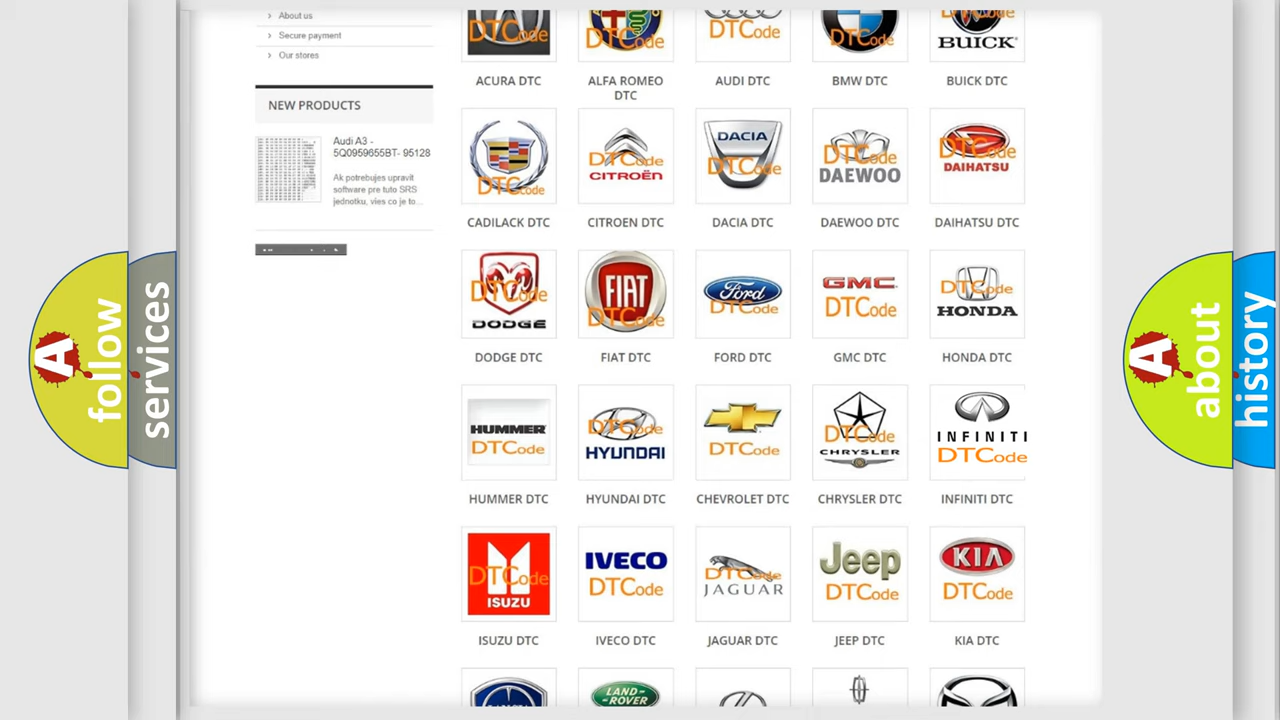 About us
Secure payment
Our stores
NEW PRODUCTS
Audi A3 -
5Q0959655BT- 95128
Ak potrebujes upravit
software pre tuto SRS
jednotku, vies co je to...
DTCode
DTCode
DTCode
DTCode
BUICK
ACURA DTC
ALFA ROMEO
DTC
AUDI DTC
BMW DTC
BUICK DTC
DTCode
DTCode
CITROËN
DACIA
DTCode
DTCode
DAEWOO
DTCode
DAIHATSU
CADILACK DTC
CITROEN DTC
DACIA DTC
DAEWOO DTC
DAIHATSU DTC
DTCode
DODGE
FIAT
DTCode
Ford
DTCode
GMC
DTCode
DTCode
HONDA
DODGE DTC
FIAT DTC
FORD DTC
GMC DTC
HONDA DTC
HUMMER
DTCode
DTCode
HYUNDAI
DTCode
DTCode
CHRYSLER
INFINITI
DTCode
HUMMER DTC
HYUNDAI DTC
CHEVROLET DTC
CHRYSLER DTC
INFINITI DTC
DTCode
ISUZU
IVECO
DTCode
DTCode
JAGUAR
Jeep
DTCode
KIA
DTCode
ISUZU DTC
IVECO DTC
JAGUAR DTC
JEEP DTC
KIA DTC
LAND-
ROVER
A
follow
services
A
about
history